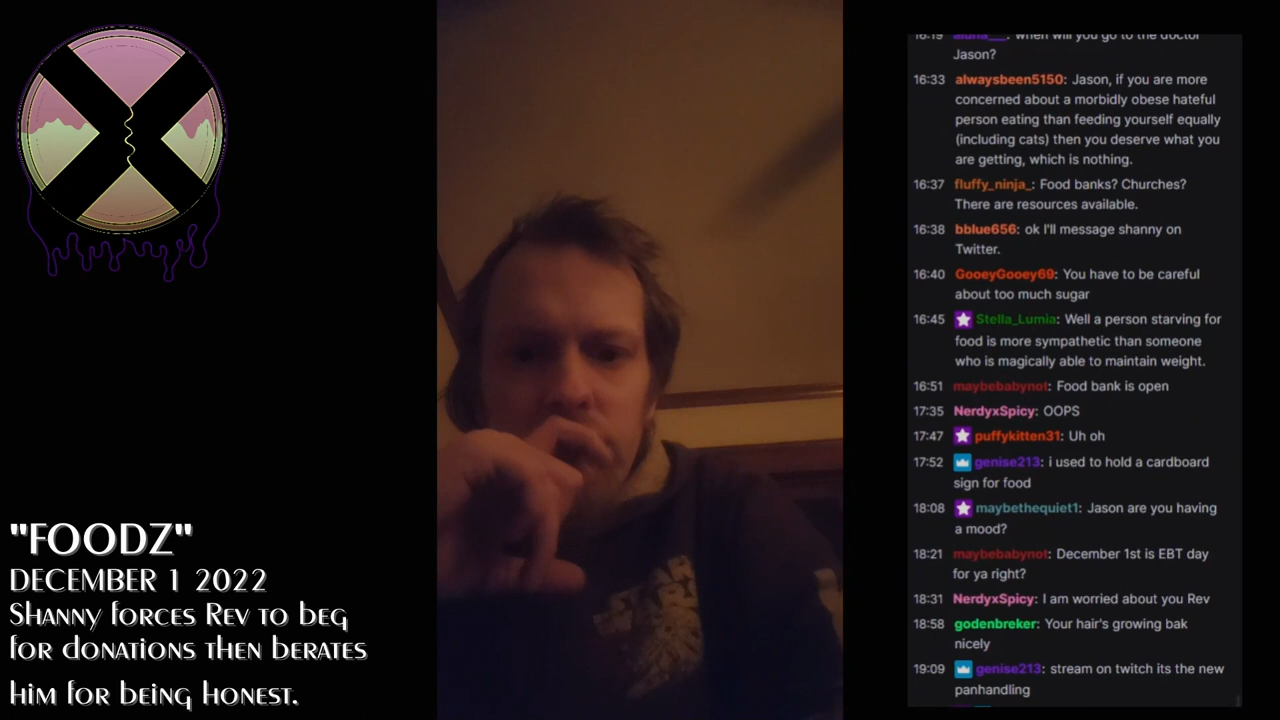 "FOODZ"
DECEMBER 1 2022
Shanny forces Rev to beg
for donations then berates
him for being honest.
16:19 aluna___: when will you go to the doctor
Jason?
16:33 alwaysbeen5150: Jason, if you are more
concerned about a morbidly obese hateful
person eating than feeding yourself equally
(including cats) then you deserve what you
are getting, which is nothing.
16:37 fluffy_ninja_: Food banks? Churches?
There are resources available.
16:38 bblue656: ok I'll message shanny on
Twitter.
16:40 GooeyGooey69: You have to be careful
about too much sugar
16:45 Stella_Lumia: Well a person starving for
food is more sympathetic than someone
who is magically able to maintain weight.
16:51 maybebabynot: Food bank is open
17:35 NerdyxSpicy: OOPS
17:47 puffykitten31: Uh oh
17:52 genise213: i used to hold a cardboard
sign for food
18:08 maybethequiet1: Jason are you having
a mood?
18:21 maybebabynot: December 1st is EBT day
for ya right?
18:31 NerdyxSpicy: I am worried about you Rev
18:58 godenbreker: Your hair's growing bak
nicely
19:09 genise213: stream on twitch its the new
panhandling